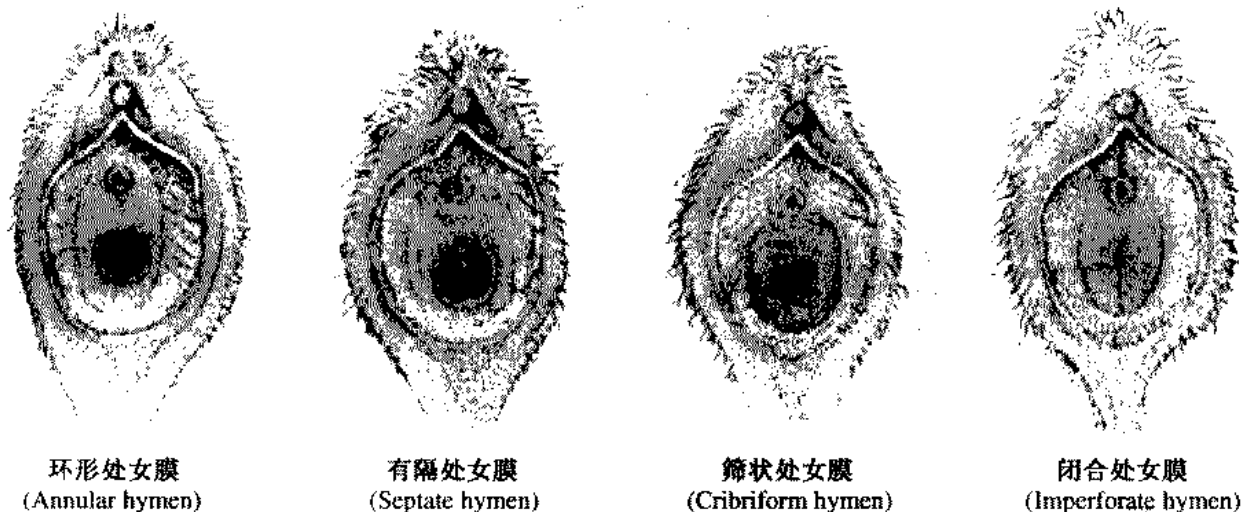 环形处女膜
(Annular hymen)
有隔处女膜
(Septate hymen)
筛状处女膜
(Cribriform hymen)
闭合处女膜
(Imperforate hymen)